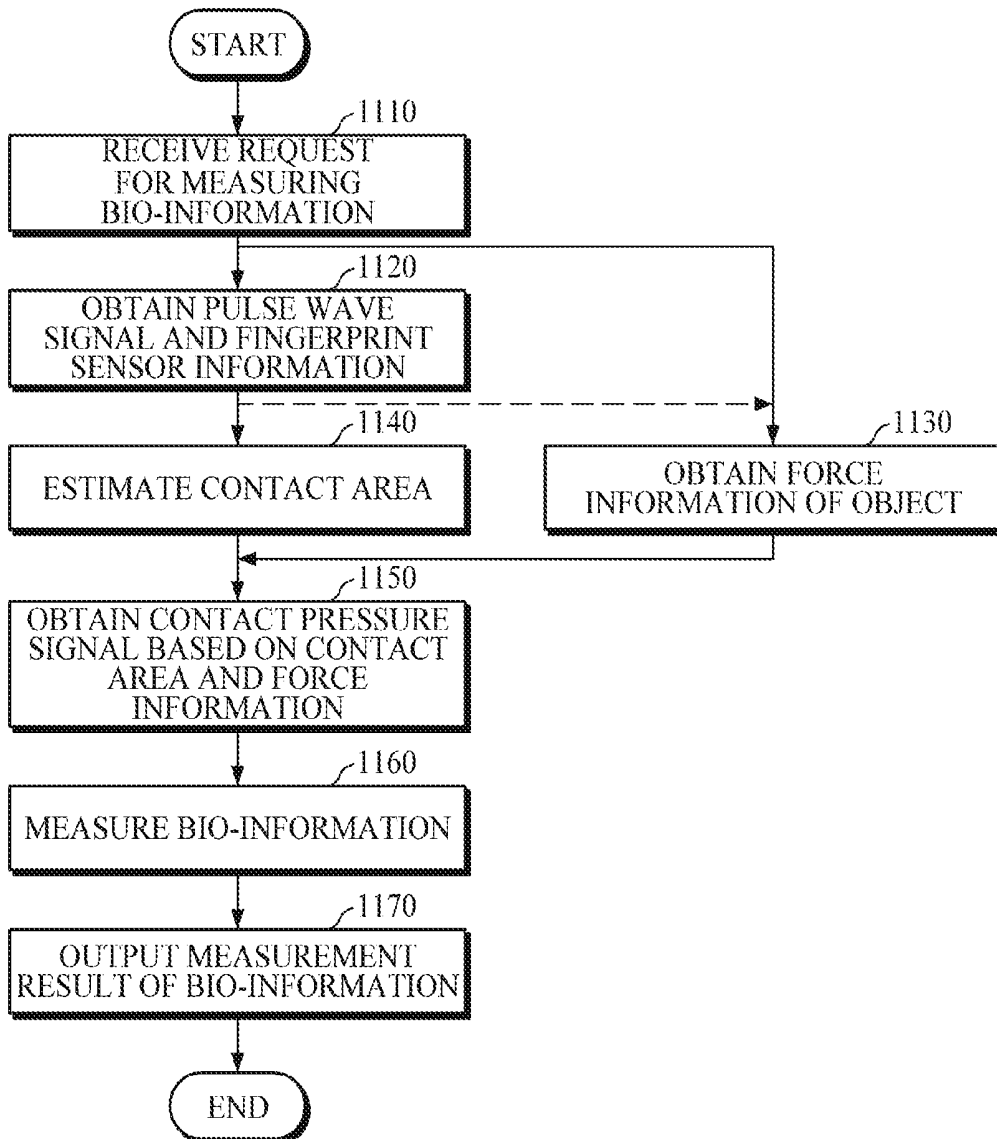 START
1110
RECEIVE REQUEST
FOR MEASURING
BIO-INFORMATION
1120
OBTAIN PULSE WAVE
SIGNAL AND FINGERPRINT
SENSOR INFORMATION
1140
ESTIMATE CONTACT AREA
1130
OBTAIN FORCE
INFORMATION OF OBJECT
1150
OBTAIN CONTACT PRESSURE
SIGNAL BASED ON CONTACT
AREA AND FORCE
INFORMATION
1160
MEASURE BIO-INFORMATION
1170
OUTPUT MEASUREMENT
RESULT OF BIO-INFORMATION
END